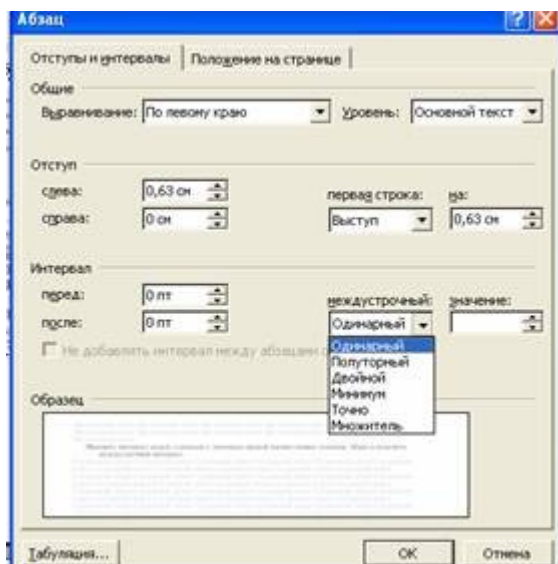 Абзац
Отступы и интервалы Положение на странице
Общие
Выравнивание: По левому краю Уровень: Основной текст
Отступ
слева: 0,63 см первая строка: на:
справа: 0 см Выступ 0,63 см
Интервал
перед: 0 пт междустрочный: значение:
после: 0 пт Одинарный
Не добавлять интервал между абзацами
Одинарный
Полуторный
Двойной
Минимум
Точно
Множитель
Образец
Табуляция... ОК Отмена